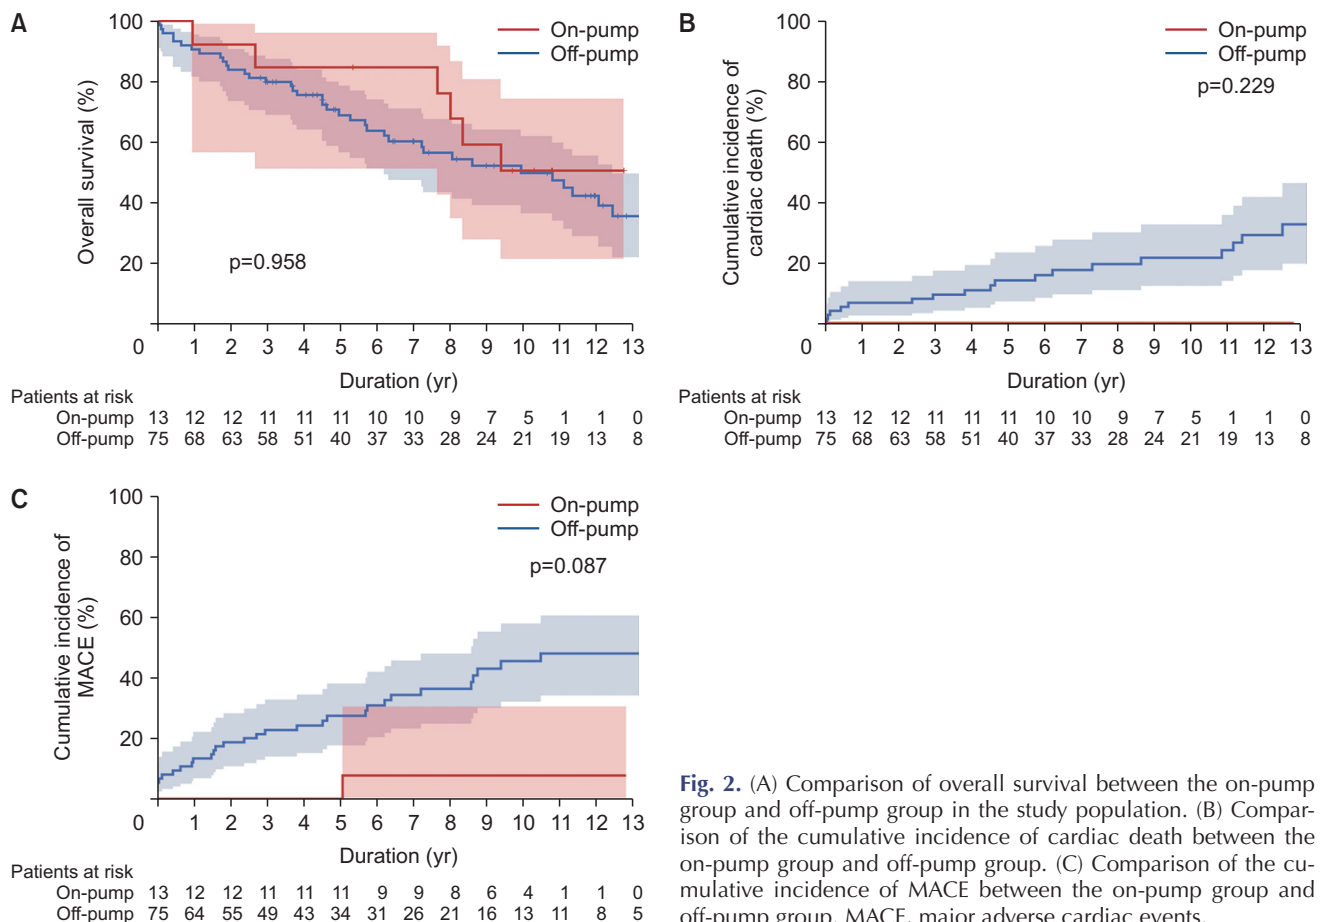 A
100
80
60
40
20
Overall survival (%)
On-pump
Off-pump
p=0.958
0 1 2 3 4 5 6 7 8 9 10 11 12 13
Duration (yr)
Patients at risk
On-pump 13 12 12 11 11 11 10 10 9 7 5 1 1 0
Off-pump 75 68 63 58 51 40 37 33 28 24 21 19 13 8
B
100
80
60
40
20
Cumulative incidence of
cardiac death (%)
On-pump
Off-pump
p=0.229
0 1 2 3 4 5 6 7 8 9 10 11 12 13
Duration (yr)
Patients at risk
On-pump 13 12 12 11 11 11 10 10 9 7 5 1 1 0
Off-pump 75 68 63 58 51 40 37 33 28 24 21 19 13 8
C
100
80
60
40
20
Cumulative incidence of
MACE (%)
On-pump
Off-pump
p=0.087
0 1 2 3 4 5 6 7 8 9 10 11 12 13
Duration (yr)
Patients at risk
On-pump 13 12 12 11 11 11 9 9 8 6 4 1 1 0
Off-pump 75 64 55 49 43 34 31 26 21 16 13 11 8 5
Fig. 2. (A) Comparison of overall survival between the on-pump
group and off-pump group in the study population. (B) Compar-
ison of the cumulative incidence of cardiac death between the
on-pump group and off-pump group. (C) Comparison of the cu-
mulative incidence of MACE between the on-pump group and
off-pump group. MACE, major adverse cardiac events.